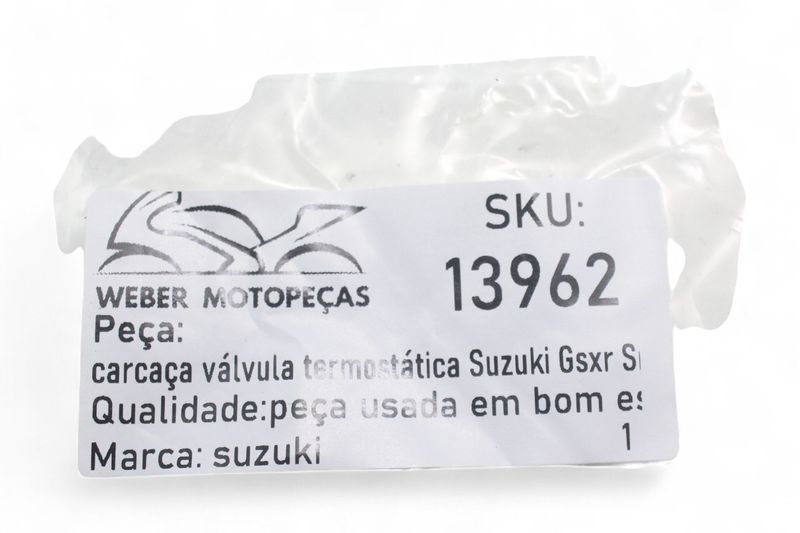 WEBER MOTOPEÇAS
SKU:
13962
Peça:
carcaça válvula termostática Suzuki Gsxr
Qualidade:peça usada em bom
Marca: suzuki
1